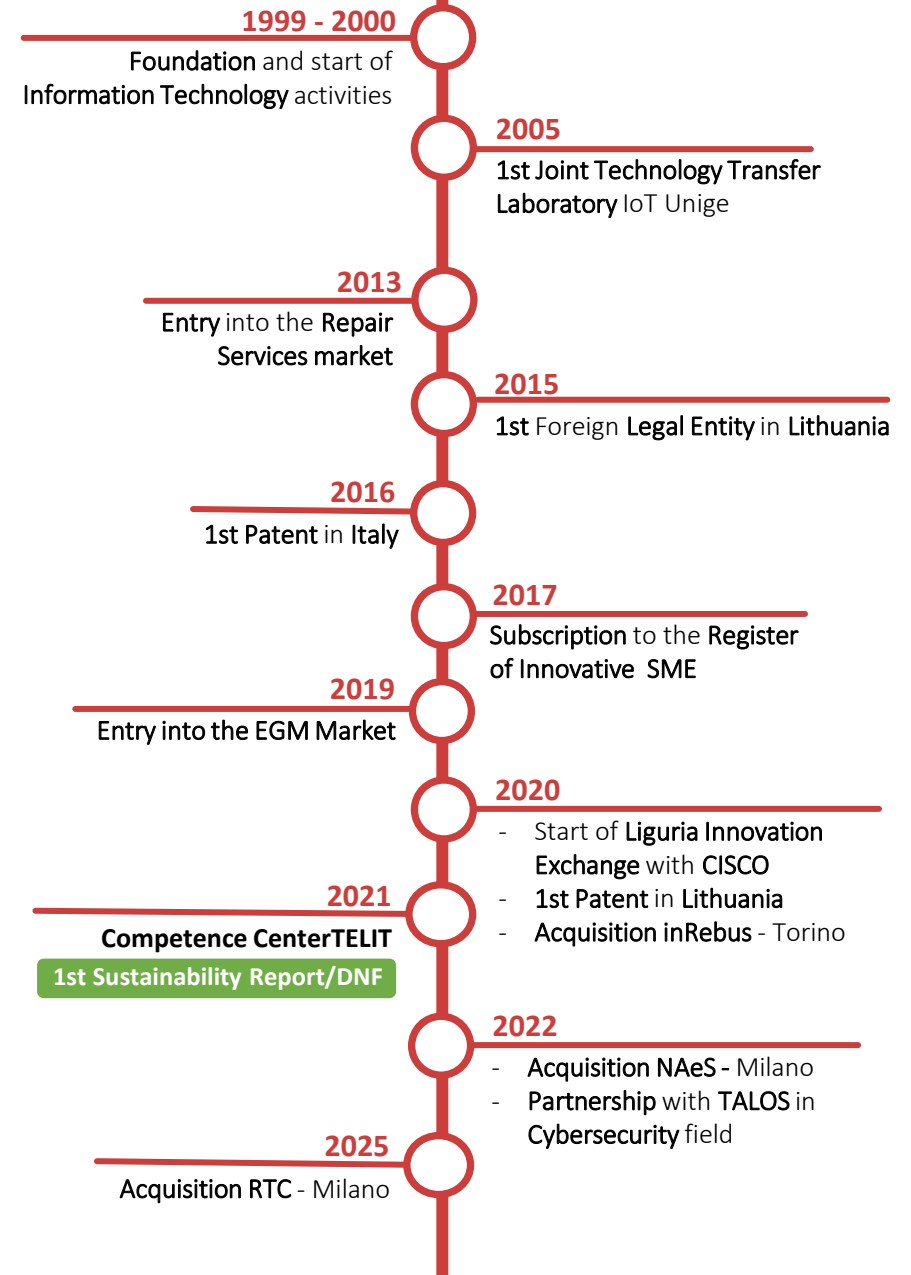 1999 - 2000
Foundation and start of
Information Technology activities
2005
1st Joint Technology Transfer
Laboratory IoT Unige
2013
Entry into the Repair
Services market
2015
1st Foreign Legal Entity in Lithuania
2016
1st Patent in Italy
2017
Subscription to the Register
of Innovative SME
2019
Entry into the EGM Market
2020
- Start of Liguria Innovation
Exchange with CISCO
- 1st Patent in Lithuania
- Acquisition inRebus - Torino
2021
Competence CenterTELIT
1st Sustainability Report/DNF
2022
- Acquisition NAeS - Milano
- Partnership with TALOS in
Cybersecurity field
2025
Acquisition RTC - Milano